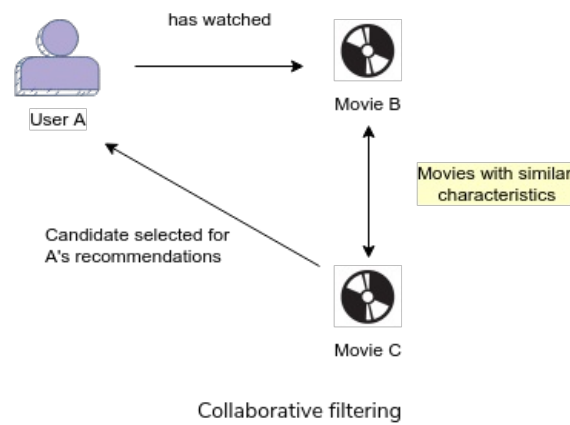 has watched
User A
Movie B
Movies with similar
characteristics
Candidate selected for
A's recommendations
Movie C
Collaborative filtering